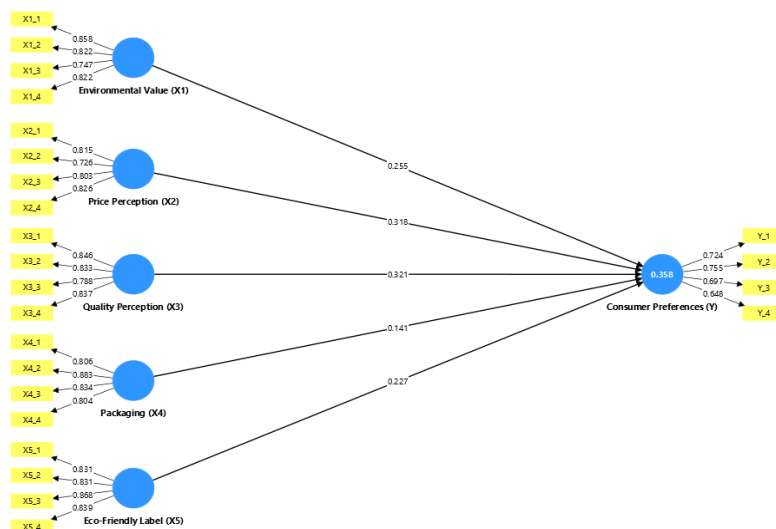 X1_1
0.858
X1_2
0.822
X1_3
0.747
X1_4
0.822
Environmental Value (X1)
0.255
X2_1
0.815
X2_2
0.726
X2_3
0.803
X2_4
0.826
Price Perception (X2)
0.318
X3_1
0.846
X3_2
0.833
X3_3
0.788
X3_4
0.837
Quality Perception (X3)
0.321
X4_1
0.806
X4_2
0.883
X4_3
0.834
X4_4
0.804
Packaging (X4)
0.141
X5_1
0.831
X5_2
0.831
X5_3
0.868
X5_4
0.839
Eco-Friendly Label (X5)
0.227
0.358
Consumer Preferences (Y)
Y_1
0.724
Y_2
0.755
Y_3
0.697
Y_4
0.648